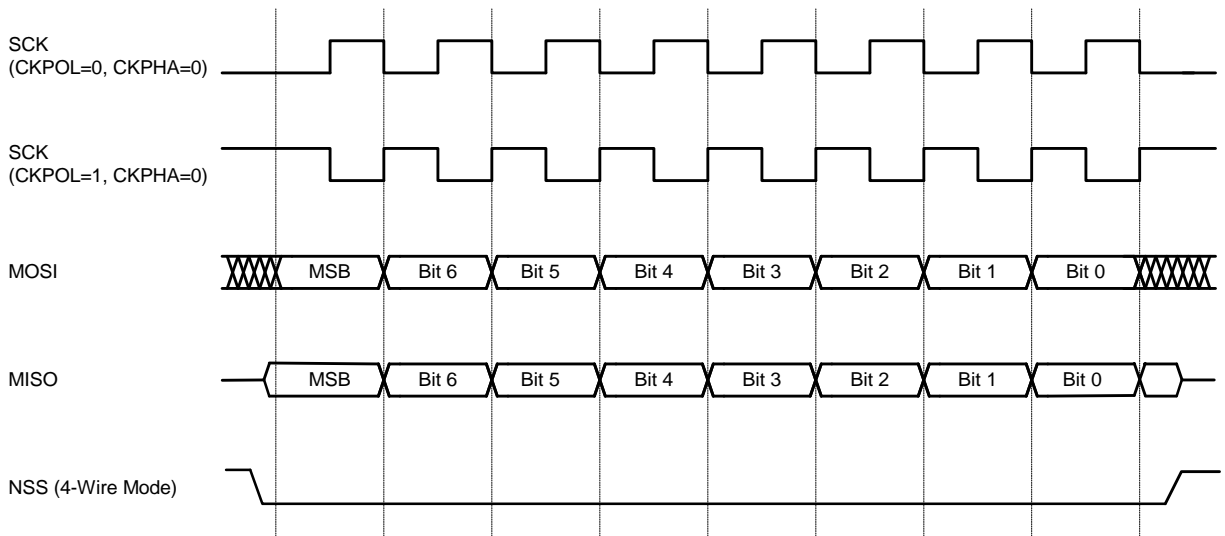 SCK
(CKPOL=0, CKPHA=0)
SCK
(CKPOL=1, CKPHA=0)
MOSI
MSB Bit 6 Bit 5 Bit 4 Bit 3 Bit 2 Bit 1 Bit 0
MISO
MSB Bit 6 Bit 5 Bit 4 Bit 3 Bit 2 Bit 1 Bit 0
NSS (4-Wire Mode)